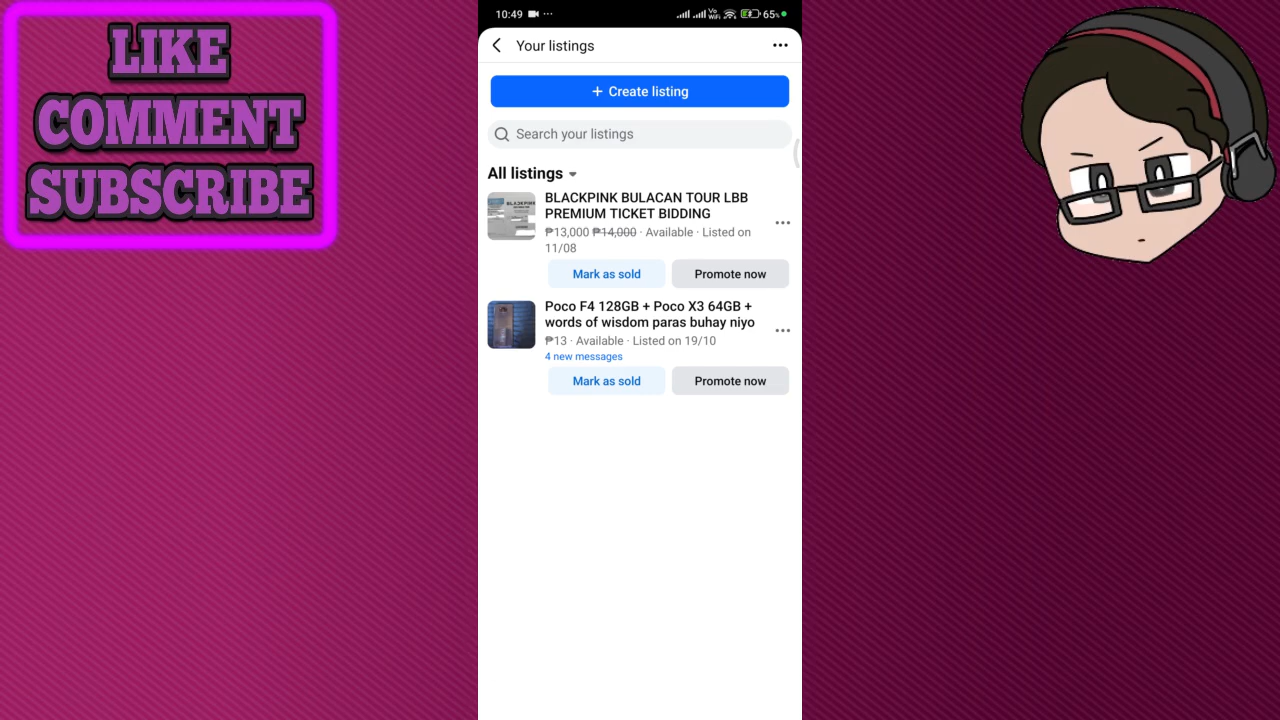 LIKE
COMMENT
SUBSCRIBE
10:49
Vo
WiFi
65%
Your listings
+ Create listing
Search your listings
All listings
BLACKPINK BULACAN TOUR LBB
PREMIUM TICKET BIDDING
₱13,000 ₱14,000 · Available · Listed on
11/08
Mark as sold
Promote now
Poco F4 128GB + Poco X3 64GB +
words of wisdom paras buhay niyo
₱13 · Available · Listed on 19/10
4 new messages
Mark as sold
Promote now